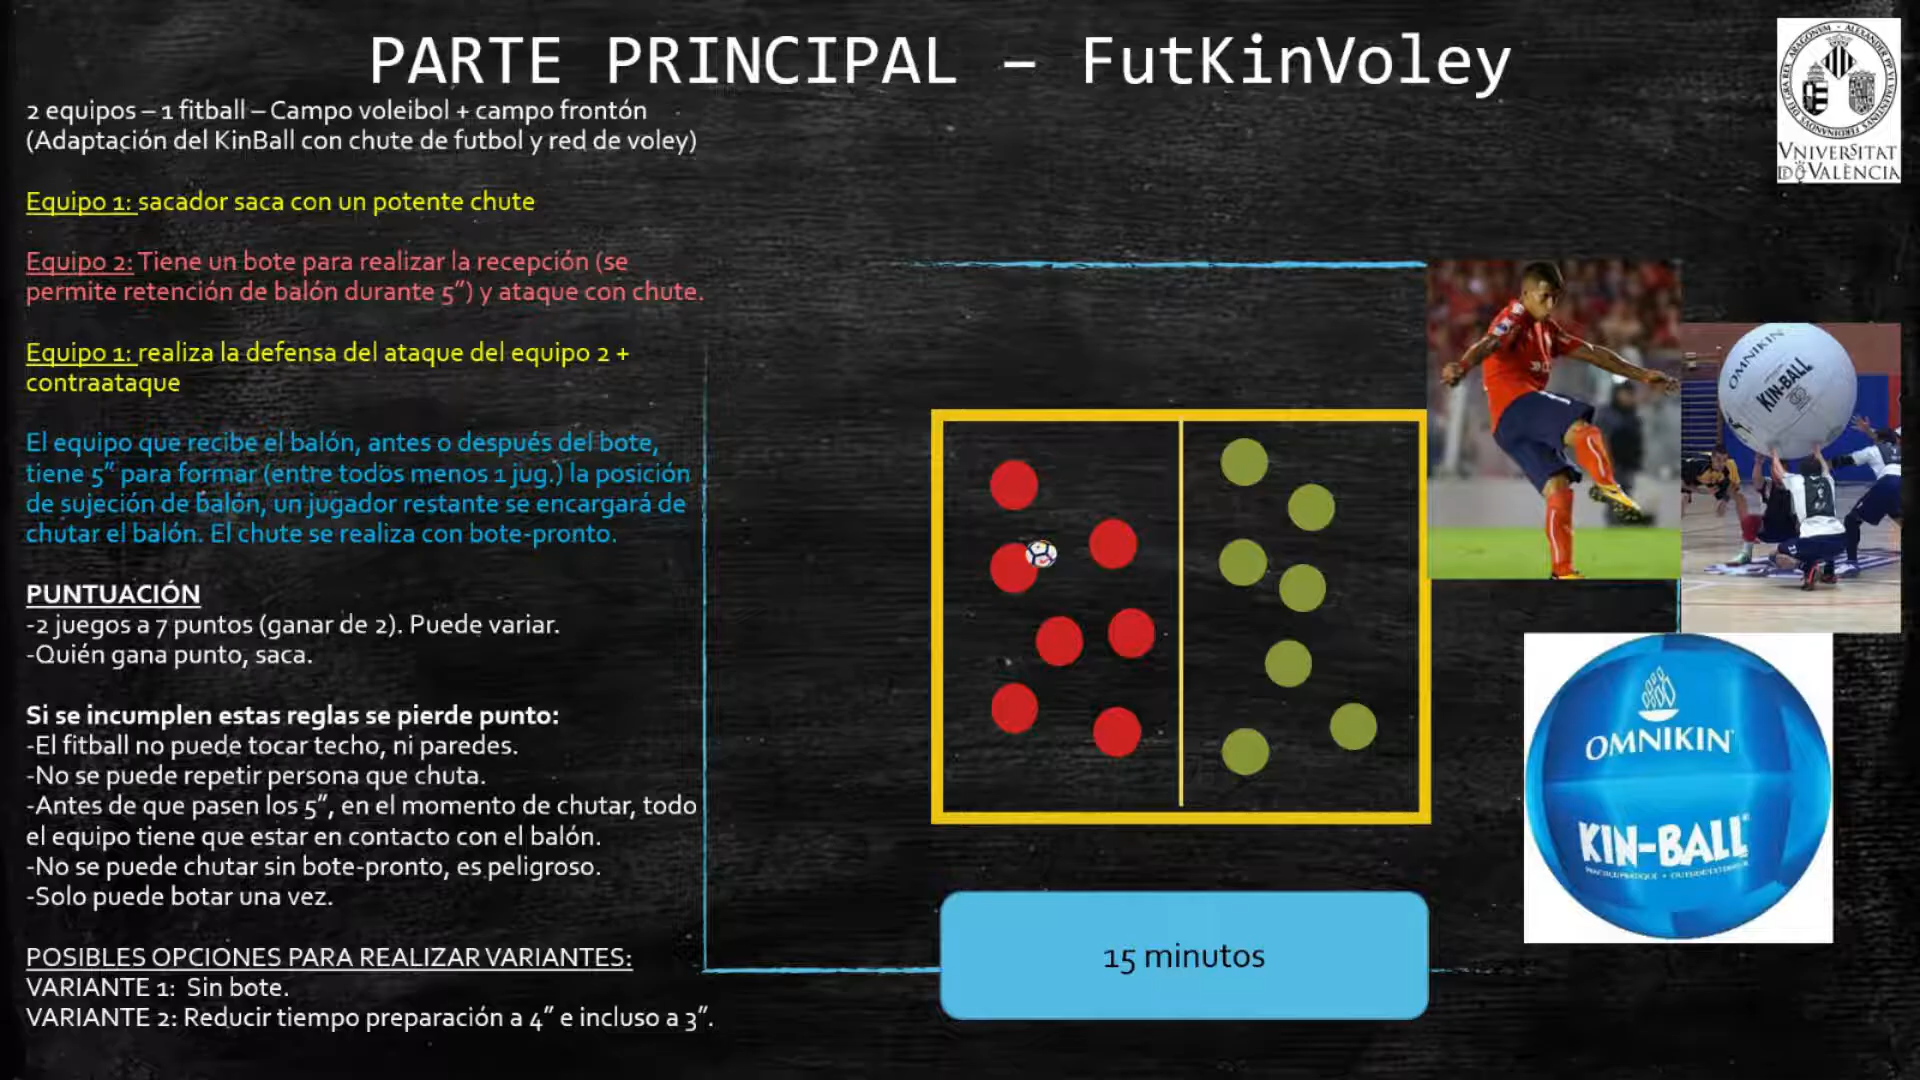 PARTE PRINCIPAL – FutKinVoley
2 equipos – 1 fitball – Campo voleibol + campo frontón
(Adaptación del KinBall con chute de futbol y red de voley)
Equipo 1: sacador saca con un potente chute
Equipo 2: Tiene un bote para realizar la recepción (se
permite retención de balón durante 5”) y ataque con chute.
Equipo 1: realiza la defensa del ataque del equipo 2 +
contraataque
El equipo que recibe el balón, antes o después del bote,
tiene 5” para formar (entre todos menos 1 jug.) la posición
de sujeción de balón, un jugador restante se encargará de
chutar el balón. El chute se realiza con bote-pronto.
PUNTUACIÓN
-2 juegos a 7 puntos (ganar de 2). Puede variar.
-Quién gana punto, saca.
Si se incumplen estas reglas se pierde punto:
-El fitball no puede tocar techo, ni paredes.
-No se puede repetir persona que chuta.
-Antes de que pasen los 5”, en el momento de chutar, todo
el equipo tiene que estar en contacto con el balón.
-No se puede chutar sin bote-pronto, es peligroso.
-Solo puede botar una vez.
POSIBLES OPCIONES PARA REALIZAR VARIANTES:
VARIANTE 1: Sin bote.
VARIANTE 2: Reducir tiempo preparación a 4” e incluso a 3”.
15 minutos
VNIVERSITAT
DE VALÈNCIA
OMNIKIN
KIN-BALL
OMNIKIN
KIN-BALL